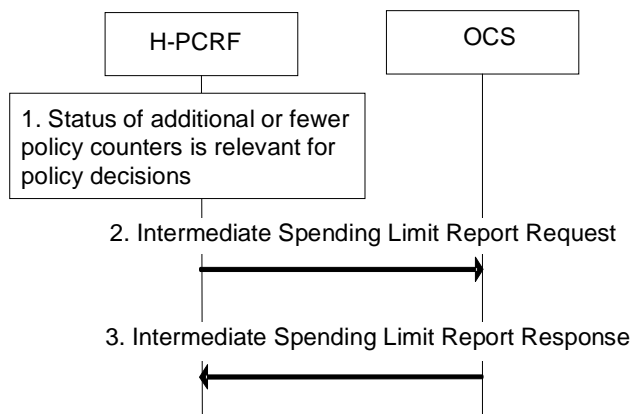 H-PCRF
OCS
1. Status of additional or fewer
policy counters is relevant for
policy decisions
2. Intermediate Spending Limit Report Request
3. Intermediate Spending Limit Report Response